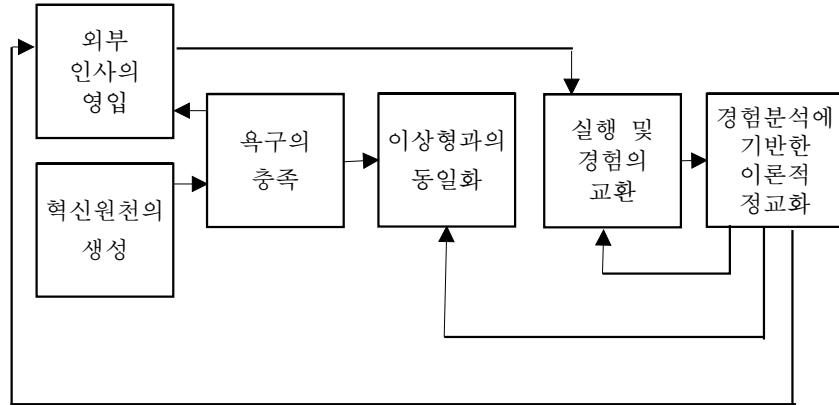 외부
인사의
영입
혁신원천의
생성
욕구의
충족
이상형과의
동일화
실행 및
경험의
교환
경험분석에
기반한
이론적
정교화